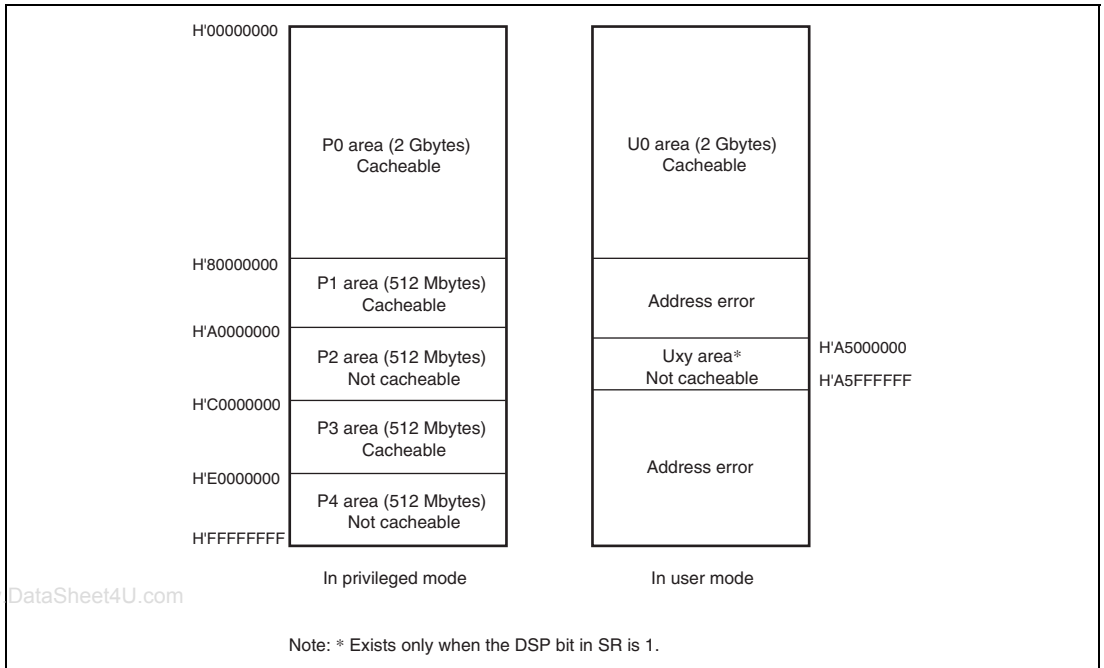 H'00000000
P0 area (2 Gbytes)
Cacheable
H'80000000
P1 area (512 Mbytes)
Cacheable
H'A0000000
P2 area (512 Mbytes)
Not cacheable
H'C0000000
P3 area (512 Mbytes)
Cacheable
H'E0000000
P4 area (512 Mbytes)
Not cacheable
H'FFFFFFFF
In privileged mode
U0 area (2 Gbytes)
Cacheable
Address error
Uxy area*
Not cacheable
H'A5000000
H'A5FFFFFF
Address error
In user mode
DataSheet4U.com
Note: * Exists only when the DSP bit in SR is 1.